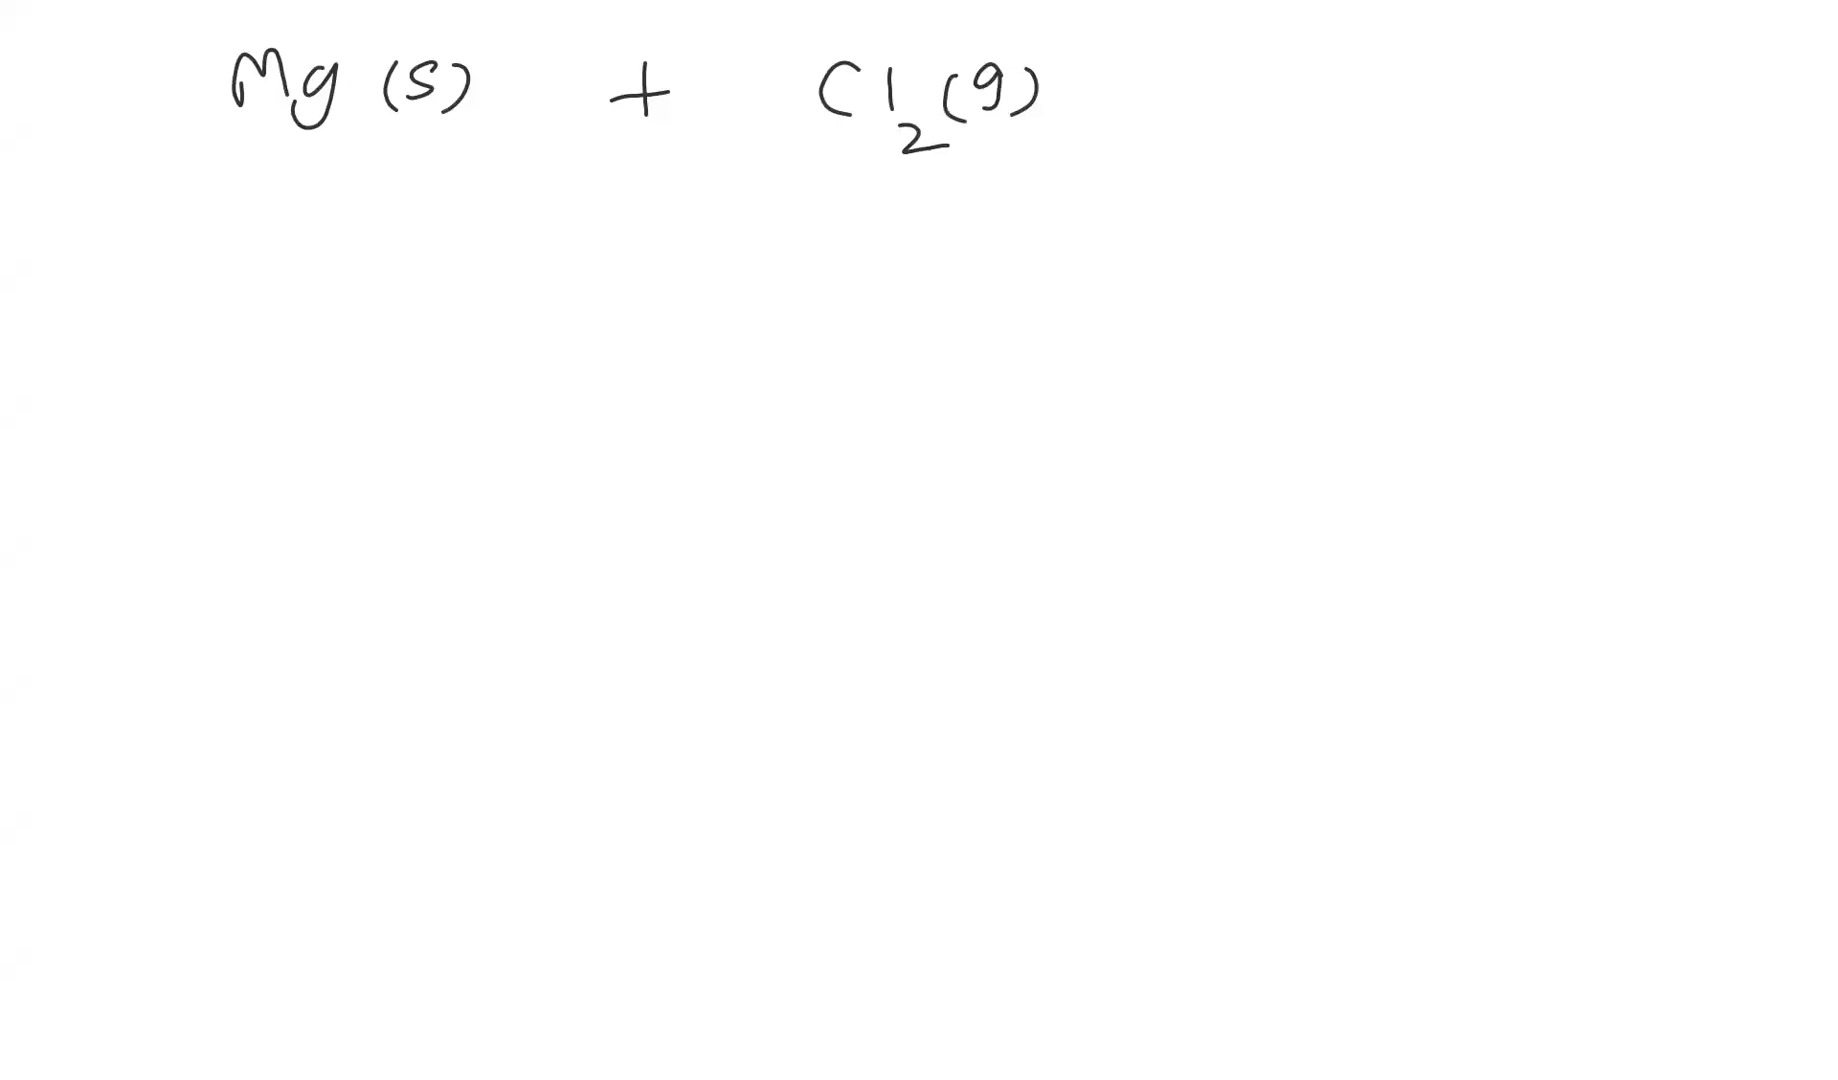 Mg (s) + Cl₂ (g)